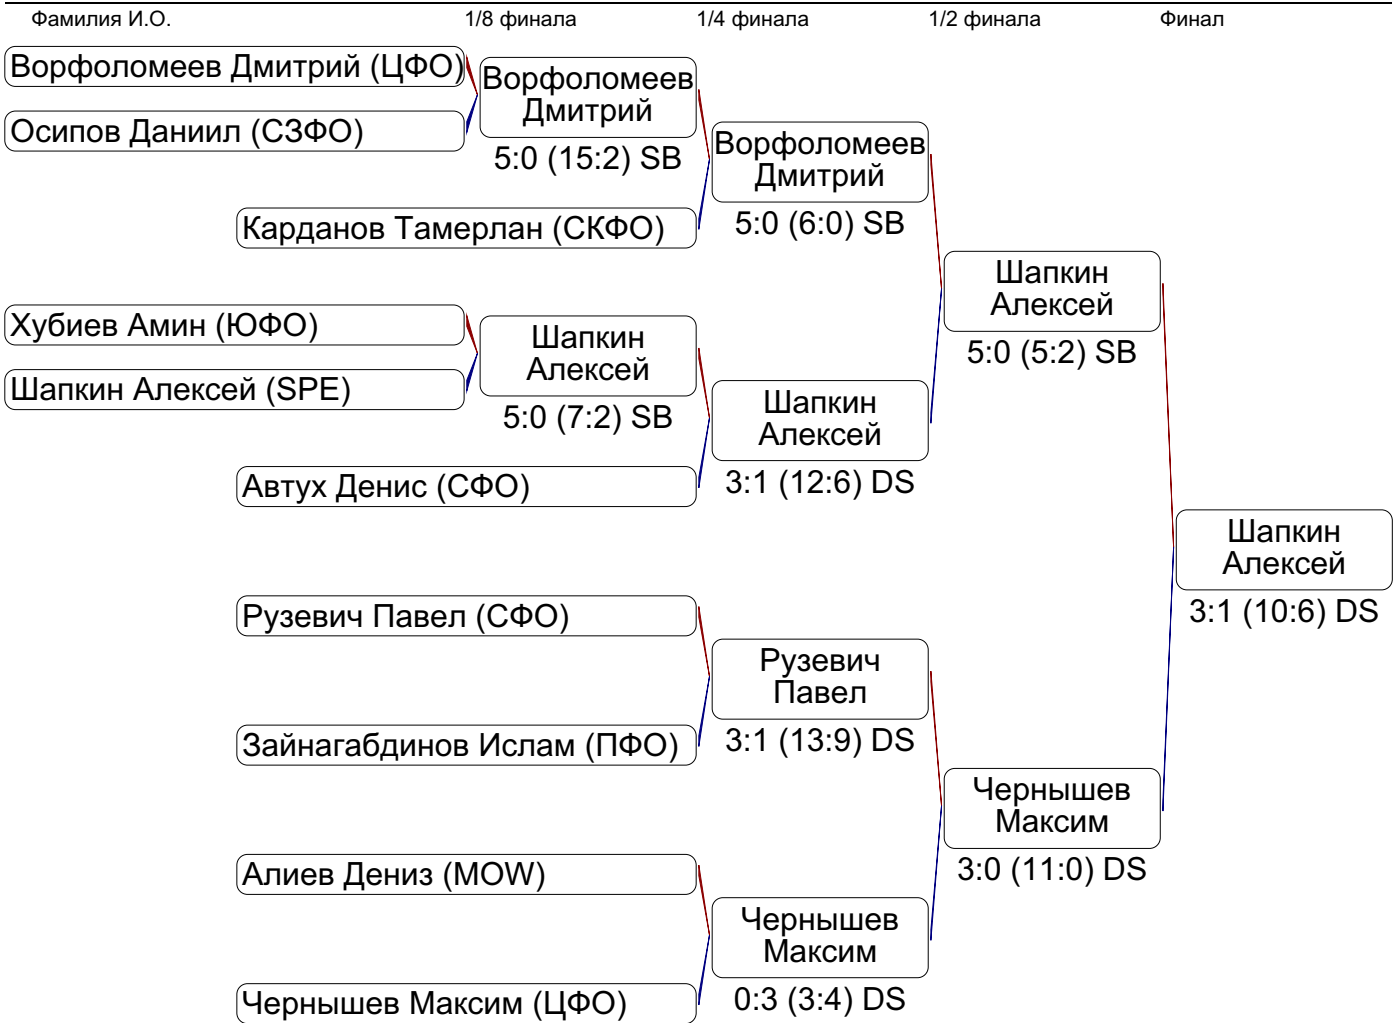 Фамилия И.О. 1/8 финала 1/4 финала 1/2 финала Финал
Ворфоломеев Дмитрий (ЦФО)
Ворфоломеев
Дмитрий
5:0 (15:2) SB
Осипов Даниил (СЗФО)
Ворфоломеев
Дмитрий
5:0 (6:0) SB
Карданов Тамерлан (СКФО)
Шапкин
Алексей
5:0 (5:2) SB
Хубиев Амин (ЮФО)
Шапкин
Алексей
5:0 (7:2) SB
Шапкин Алексей (SPE)
Шапкин
Алексей
3:1 (12:6) DS
Автух Денис (СФО)
Шапкин
Алексей
3:1 (10:6) DS
Рузевич Павел (СФО)
Рузевич
Павел
3:1 (13:9) DS
Зайнагабдинов Ислам (ПФО)
Чернышев
Максим
3:0 (11:0) DS
Алиев Дениз (MOW)
Чернышев
Максим
0:3 (3:4) DS
Чернышев Максим (ЦФО)